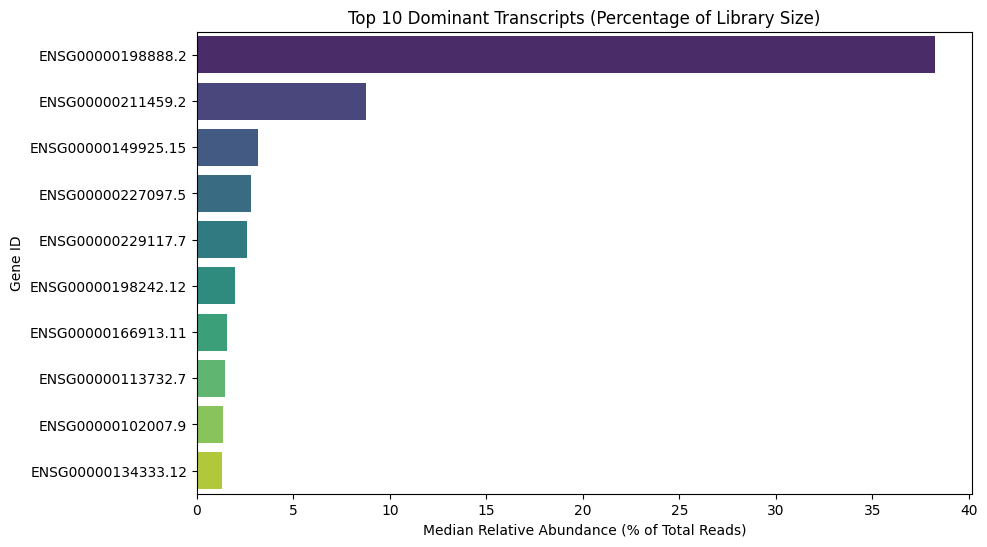 Top 10 Dominant Transcripts (Percentage of Library Size)
Gene ID
ENSG00000198888.2
ENSG00000211459.2
ENSG00000149925.15
ENSG00000227097.5
ENSG00000229117.7
ENSG00000198242.12
ENSG00000166913.11
ENSG00000113732.7
ENSG00000102007.9
ENSG00000134333.12
0 5 10 15 20 25 30 35 40
Median Relative Abundance (% of Total Reads)